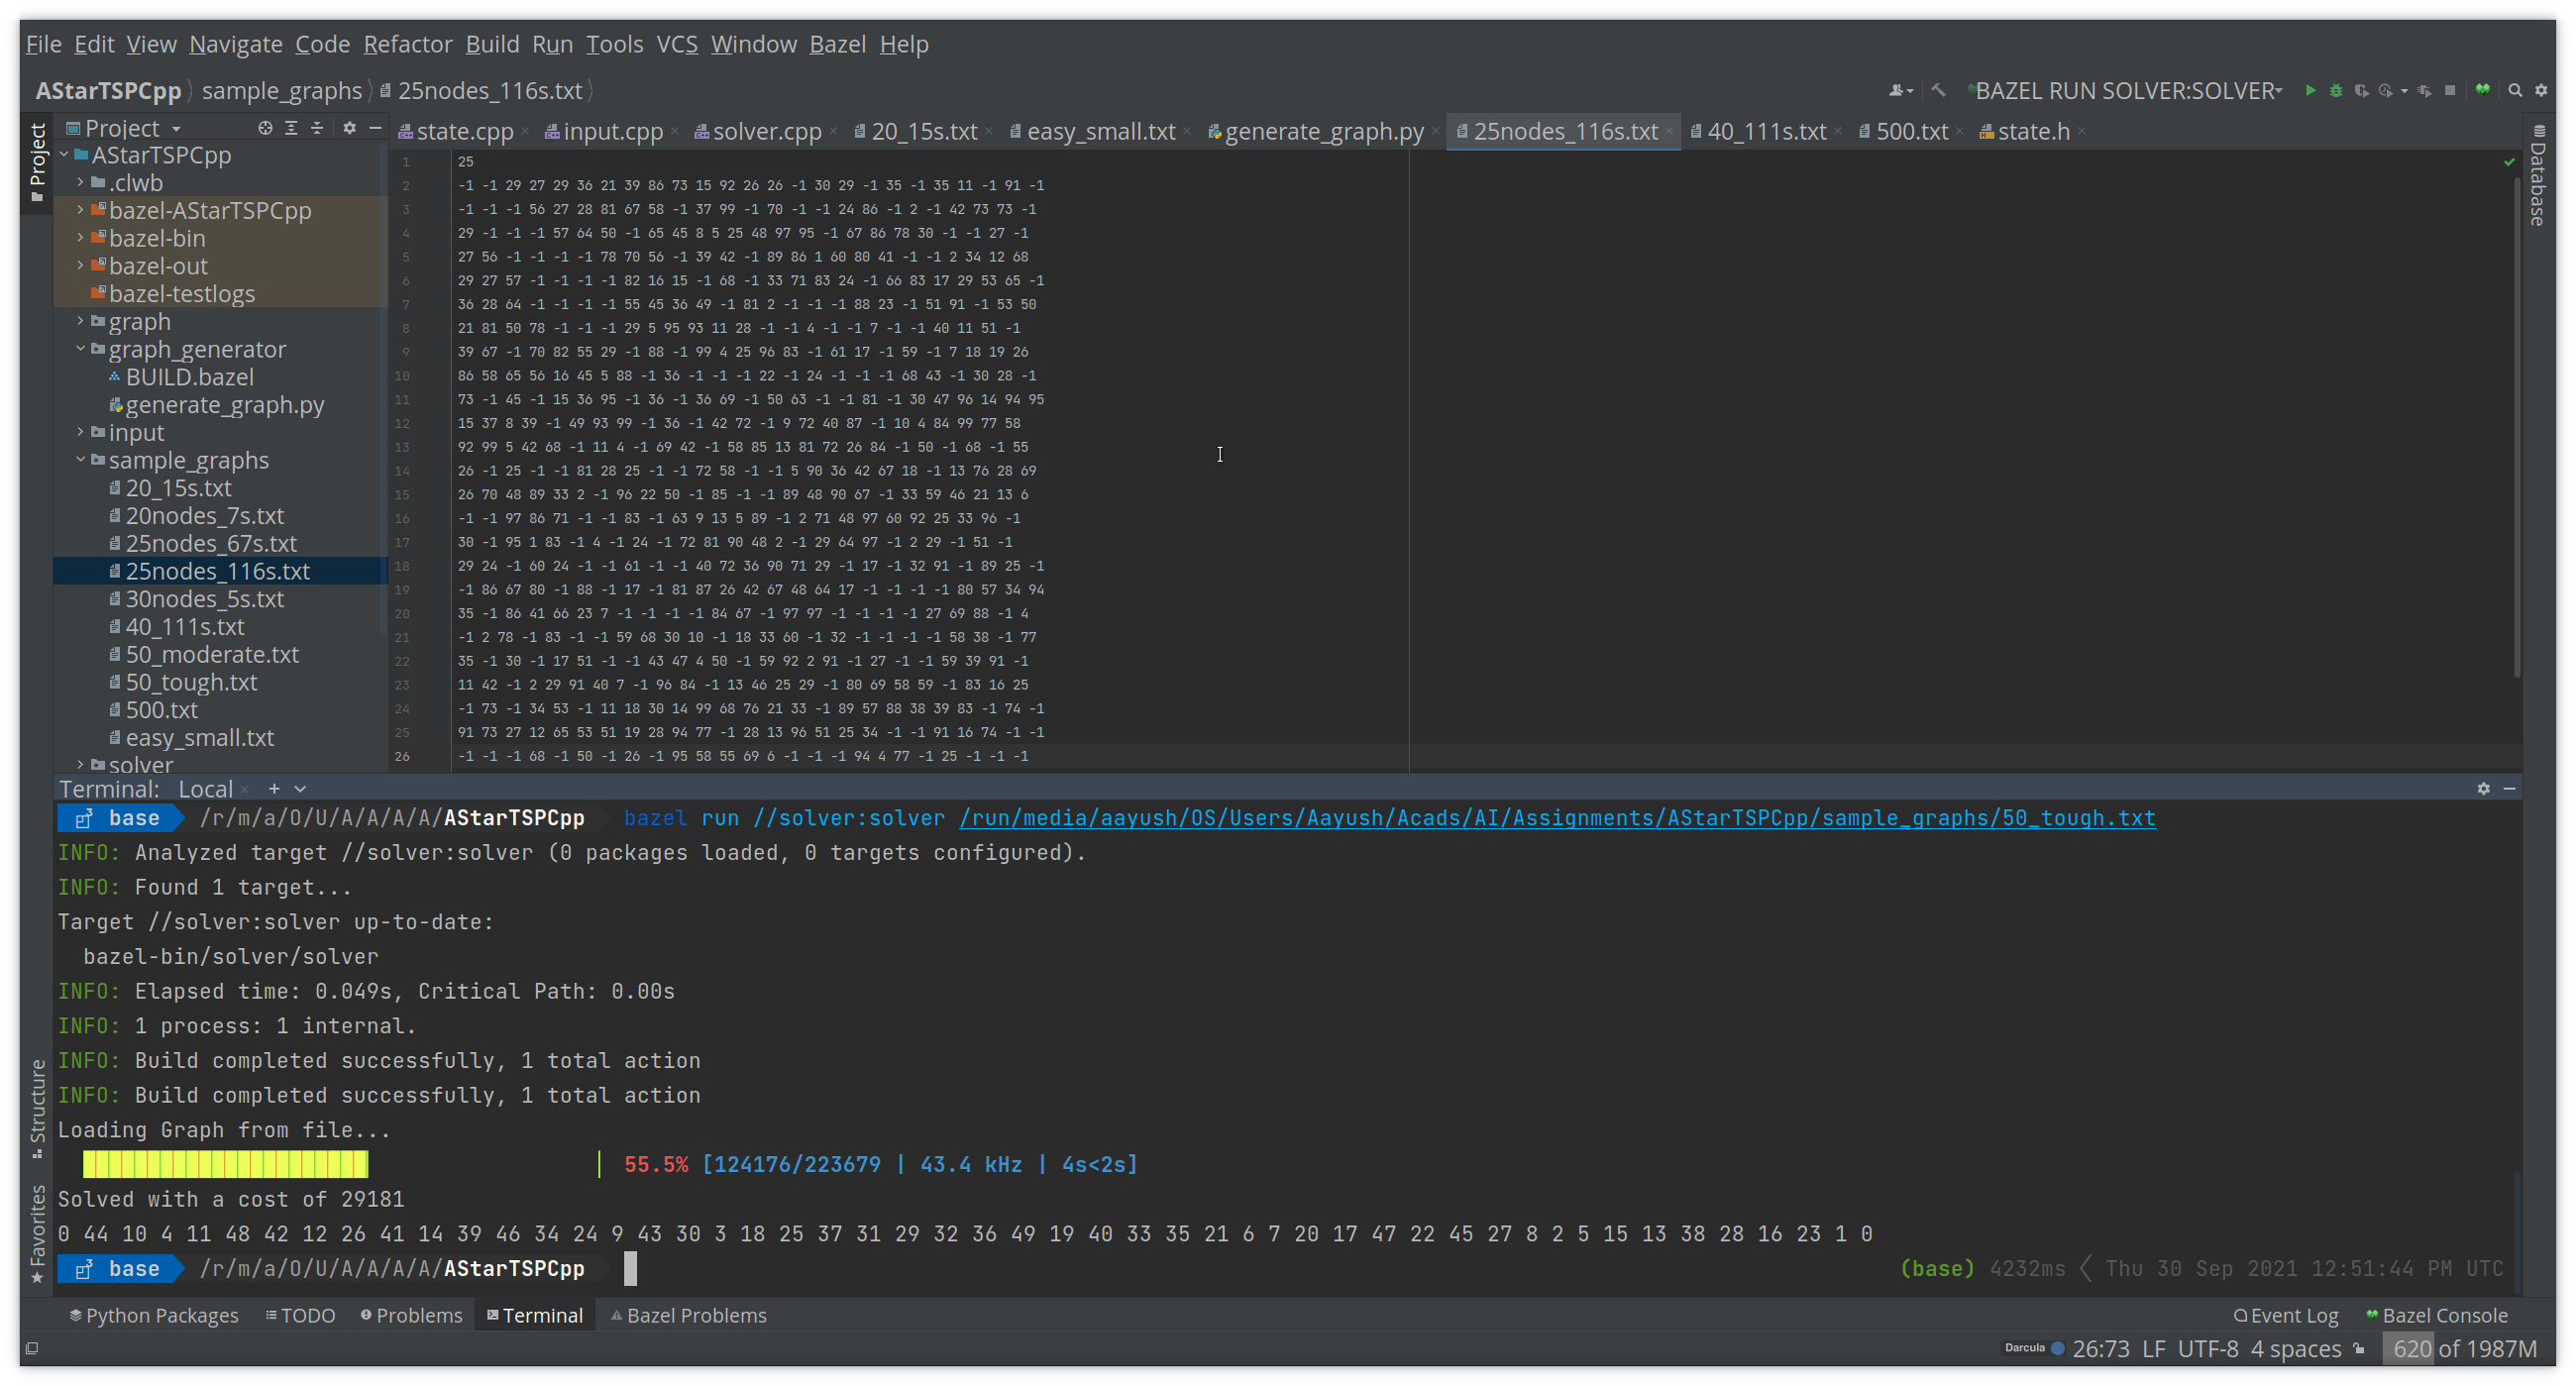 File Edit View Navigate Code Refactor Build Run Tools VCS Window Bazel Help
AStarTSPCpp sample_graphs 25nodes_116s.txt BAZEL RUN SOLVER:SOLVER
Project
Project
state.cpp input.cpp solver.cpp 20_15s.txt easy_small.txt generate_graph.py 25nodes_116s.txt 40_111s.txt 500.txt state.h
Database
AStarTSPCpp
.clwb
bazel-AStarTSPCpp
bazel-bin
bazel-out
bazel-testlogs
graph
graph_generator
BUILD.bazel
generate_graph.py
input
sample_graphs
20_15s.txt
20nodes_7s.txt
25nodes_67s.txt
25nodes_116s.txt
30nodes_5s.txt
40_111s.txt
50_moderate.txt
50_tough.txt
500.txt
easy_small.txt
solver
1 25
2 -1 -1 29 27 29 36 21 39 86 73 15 92 26 26 -1 30 29 -1 35 -1 35 11 -1 91 -1
3 -1 -1 -1 56 27 28 81 67 58 -1 37 99 -1 70 -1 -1 24 86 -1 2 -1 42 73 73 -1
4 29 -1 -1 -1 57 64 50 -1 65 45 8 5 25 48 97 95 -1 67 86 78 30 -1 -1 27 -1
5 27 56 -1 -1 -1 -1 78 70 56 -1 39 42 -1 89 86 1 60 80 41 -1 -1 2 34 12 68
6 29 27 57 -1 -1 -1 -1 82 16 15 -1 68 -1 33 71 83 24 -1 66 83 17 29 53 65 -1
7 36 28 64 -1 -1 -1 -1 55 45 36 49 -1 81 2 -1 -1 -1 88 23 -1 51 91 -1 53 50
8 21 81 50 78 -1 -1 -1 29 5 95 93 11 28 -1 -1 4 -1 -1 7 -1 -1 40 11 51 -1
9 39 67 -1 70 82 55 29 -1 88 -1 99 4 25 96 83 -1 61 17 -1 59 -1 7 18 19 26
10 86 58 65 56 16 45 5 88 -1 36 -1 -1 -1 22 -1 24 -1 -1 -1 68 43 -1 30 28 -1
11 73 -1 45 -1 15 36 95 -1 36 -1 36 69 -1 50 63 -1 -1 81 -1 30 47 96 14 94 95
12 15 37 8 39 -1 49 93 99 -1 36 -1 42 72 -1 9 72 40 87 -1 10 4 84 99 77 58
13 92 99 5 42 68 -1 11 4 -1 69 42 -1 58 85 13 81 72 26 84 -1 50 -1 68 -1 55
14 26 -1 25 -1 -1 81 28 25 -1 -1 72 58 -1 -1 5 90 36 42 67 18 -1 13 76 28 69
15 26 70 48 89 33 2 -1 96 22 50 -1 85 -1 -1 89 48 90 67 -1 33 59 46 21 13 6
16 -1 -1 97 86 71 -1 -1 83 -1 63 9 13 5 89 -1 2 71 48 97 60 92 25 33 96 -1
17 30 -1 95 1 83 -1 4 -1 24 -1 72 81 90 48 2 -1 29 64 97 -1 2 29 -1 51 -1
18 29 24 -1 60 24 -1 -1 61 -1 -1 40 72 36 90 71 29 -1 17 -1 32 91 -1 89 25 -1
19 -1 86 67 80 -1 88 -1 17 -1 81 87 26 42 67 48 64 17 -1 -1 -1 -1 80 57 34 94
20 35 -1 86 41 66 23 7 -1 -1 -1 -1 84 67 -1 97 97 -1 -1 -1 -1 27 69 88 -1 4
21 -1 2 78 -1 83 -1 -1 59 68 30 10 -1 18 33 60 -1 32 -1 -1 -1 -1 58 38 -1 77
22 35 -1 30 -1 17 51 -1 -1 43 47 4 50 -1 59 92 2 91 -1 27 -1 -1 59 39 91 -1
23 11 42 -1 2 29 91 40 7 -1 96 84 -1 13 46 25 29 -1 80 69 58 59 -1 83 16 25
24 -1 73 -1 34 53 -1 11 18 30 14 99 68 76 21 33 -1 89 57 88 38 39 83 -1 74 -1
25 91 73 27 12 65 53 51 19 28 94 77 -1 28 13 96 51 25 34 -1 -1 91 16 74 -1 -1
26 -1 -1 -1 68 -1 50 -1 26 -1 95 58 55 69 6 -1 -1 -1 94 4 77 -1 25 -1 -1 -1
Terminal: Local
base /r/m/a/O/U/A/A/A/A/AStarTSPCpp bazel run //solver:solver /run/media/aayush/OS/Users/Aayush/Acads/AI/Assignments/AStarTSPCpp/sample_graphs/50_tough.txt
INFO: Analyzed target //solver:solver (0 packages loaded, 0 targets configured).
INFO: Found 1 target...
Target //solver:solver up-to-date:
bazel-bin/solver/solver
INFO: Elapsed time: 0.049s, Critical Path: 0.00s
INFO: 1 process: 1 internal.
INFO: Build completed successfully, 1 total action
INFO: Build completed successfully, 1 total action
Loading Graph from file...
55.5% [124176/223679 | 43.4 kHz | 4s<2s]
Solved with a cost of 29181
0 44 10 4 11 48 42 12 26 41 14 39 46 34 24 9 43 30 3 18 25 37 31 29 32 36 49 19 40 33 35 21 6 7 20 17 47 22 45 27 8 2 5 15 13 38 28 16 23 1 0
base /r/m/a/O/U/A/A/A/A/AStarTSPCpp (base) 4232ms Thu 30 Sep 2021 12:51:44 PM UTC
Structure
Favorites
Python Packages TODO Problems Terminal Bazel Problems Event Log Bazel Console
Darcula 26:73 LF UTF-8 4 spaces 620 of 1987M